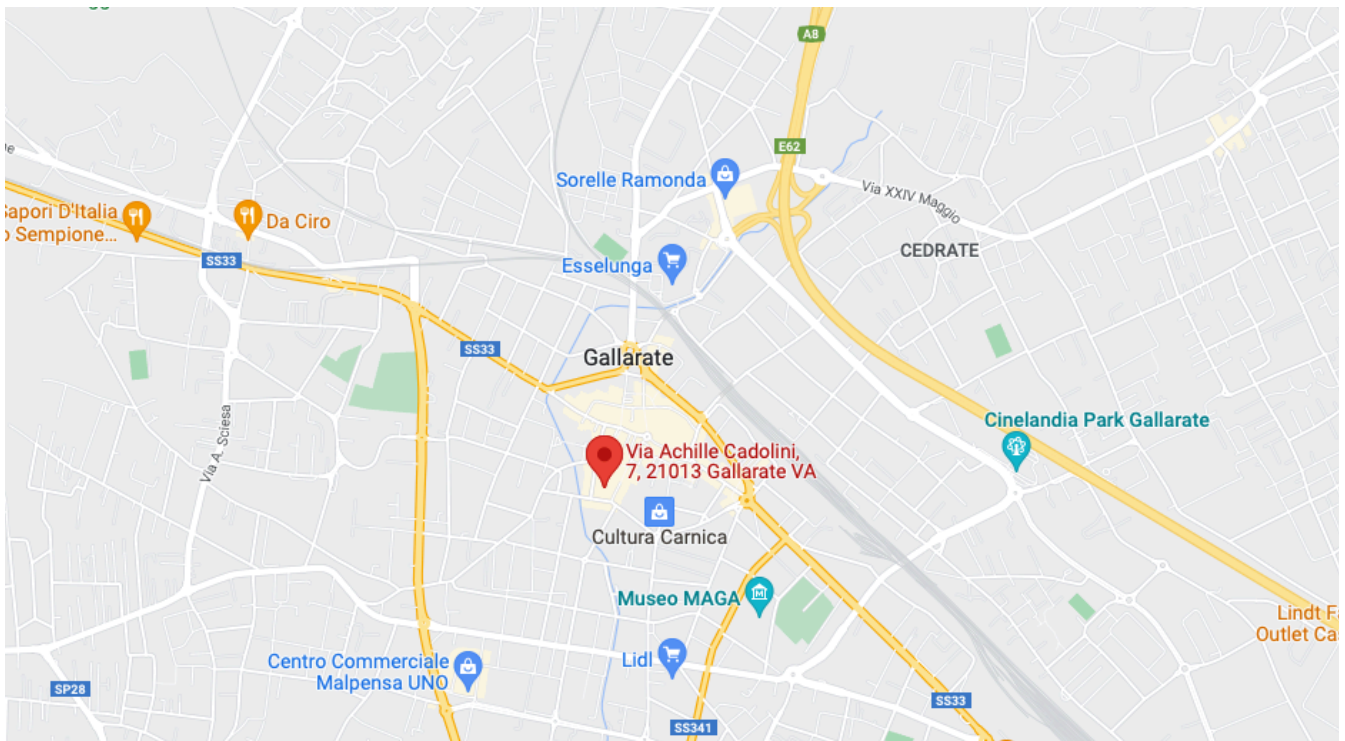 A8
E62
Sorelle Ramonda
Via XXIV Maggio
Sapori D'Italia
o Sempione...
Da Ciro
CEDRATE
SS33
Esselunga
SS33
Gallarate
Via A. Sciesa
Cinelandia Park Gallarate
Via Achille Cadolini,
7, 21013 Gallarate VA
Cultura Carnica
Museo MAGA
Lindt F
Outlet Ca
Centro Commerciale
Malpensa UNO
Lidl
SP28
SS33
SS341